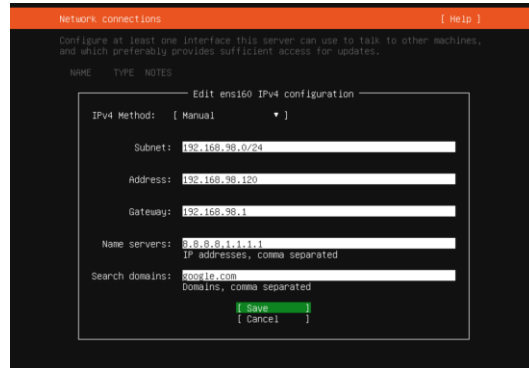 Network connections [ Help ]
Configure at least one interface this server can use to talk to other machines,
and which preferably provides sufficient access for updates.
NAME TYPE NOTES
Edit ens160 IPv4 configuration
IPv4 Method: [ Manual ▾ ]
Subnet: 192.168.98.0/24
Address: 192.168.98.120
Gateway: 192.168.98.1
Name servers: 8.8.8.8,1.1.1.1
IP addresses, comma separated
Search domains: google.com
Domains, comma separated
[ Save ]
[ Cancel ]